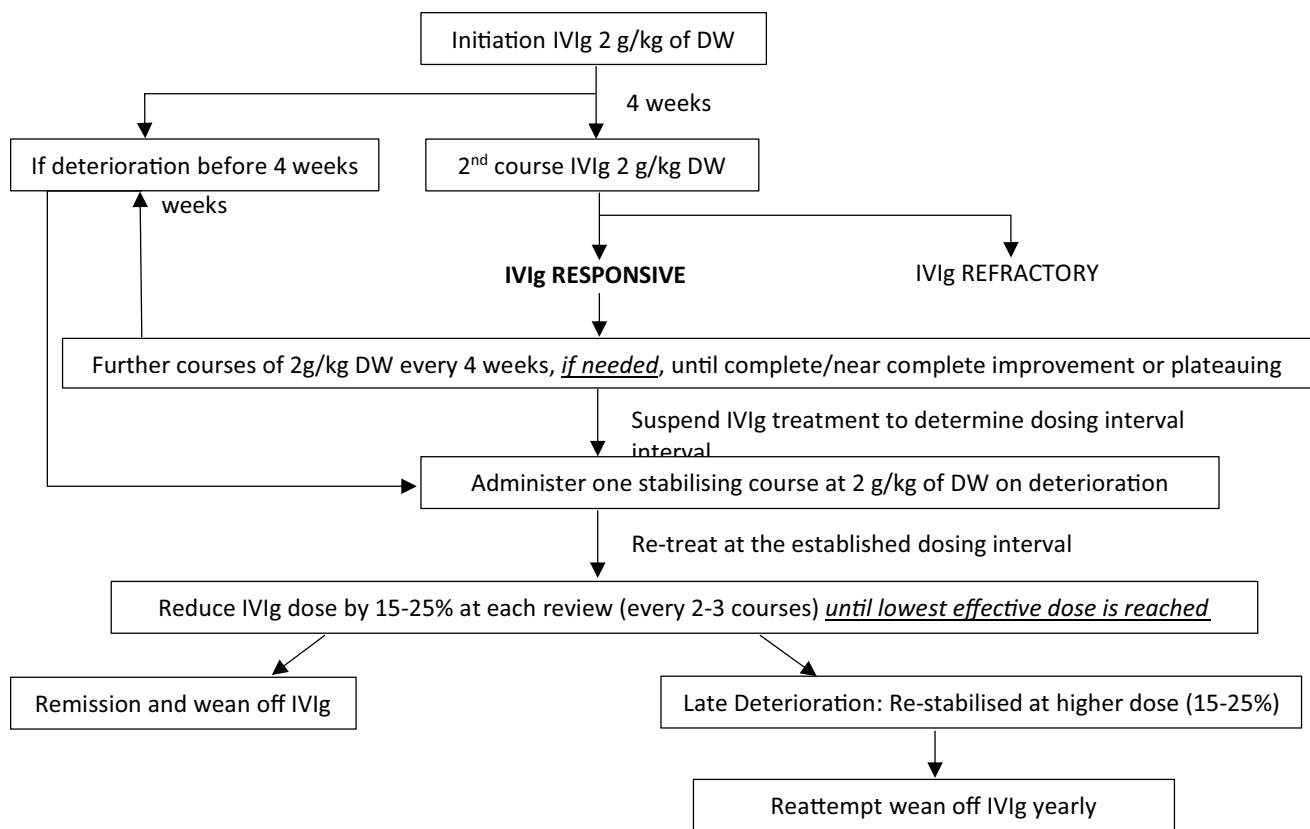 Initiation IVIg 2 g/kg of DW
4 weeks
If deterioration before 4 weeks
weeks
2nd course IVIg 2 g/kg DW
IVIg RESPONSIVE
IVIg REFRACTORY
Further courses of 2g/kg DW every 4 weeks, if needed, until complete/near complete improvement or plateauing
Suspend IVIg treatment to determine dosing interval
interval
Administer one stabilising course at 2 g/kg of DW on deterioration
Re-treat at the established dosing interval
Reduce IVIg dose by 15-25% at each review (every 2-3 courses) until lowest effective dose is reached
Remission and wean off IVIg
Late Deterioration: Re-stabilised at higher dose (15-25%)
Reattempt wean off IVIg yearly